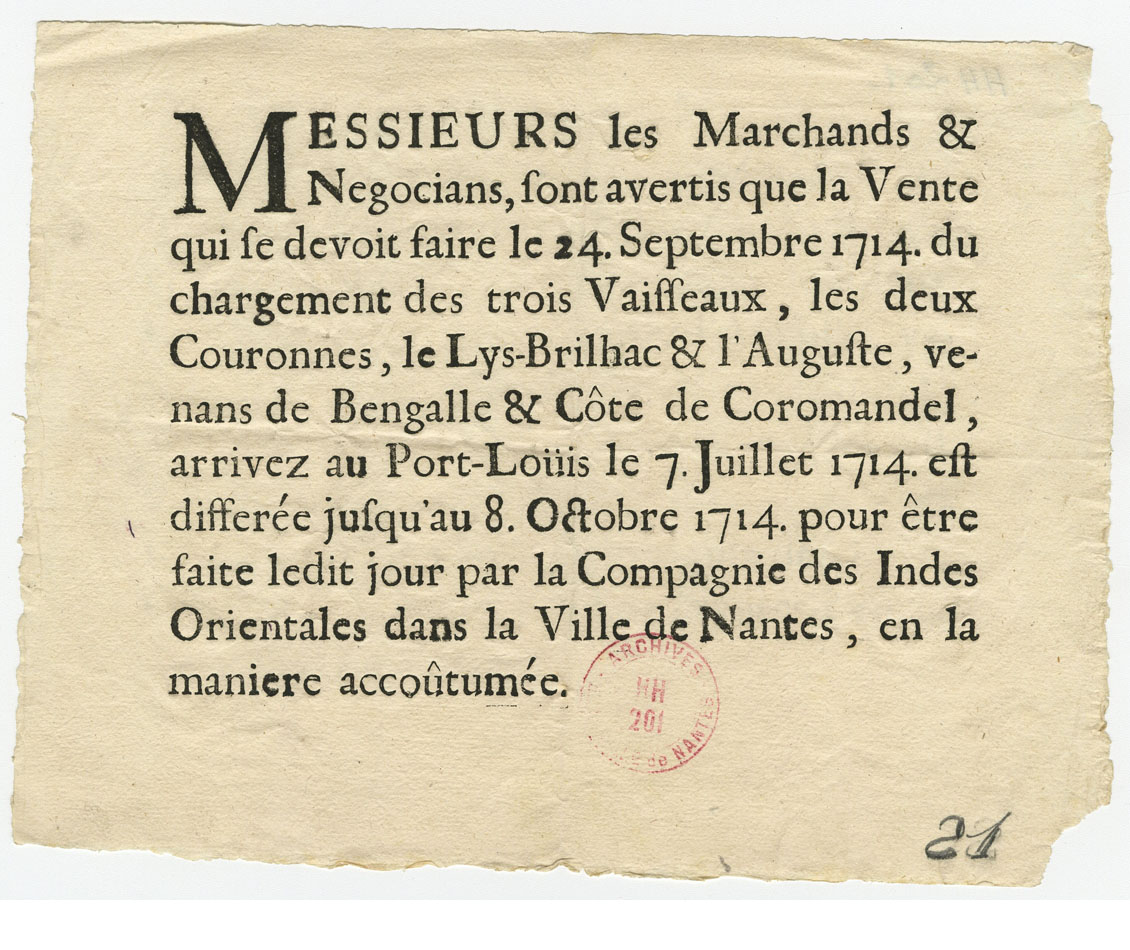 MESSIEURS les Marchands &
Negocians, ſont avertis que la Vente
qui ſe devoit faire le 24. Septembre 1714. du
chargement des trois Vaiſſeaux, les deux
Couronnes, le Lys-Brilhac & l'Auguſte, ve-
nans de Bengalle & Côte de Coromandel,
arrivez au Port-Loüis le 7. Juillet 1714. eſt
differée juſqu'au 8. Octobre 1714. pour être
faite ledit jour par la Compagnie des Indes
Orientales dans la Ville de Nantes, en la
maniere accoûtumée.
ARCHIVES
HH
201
de NANTES